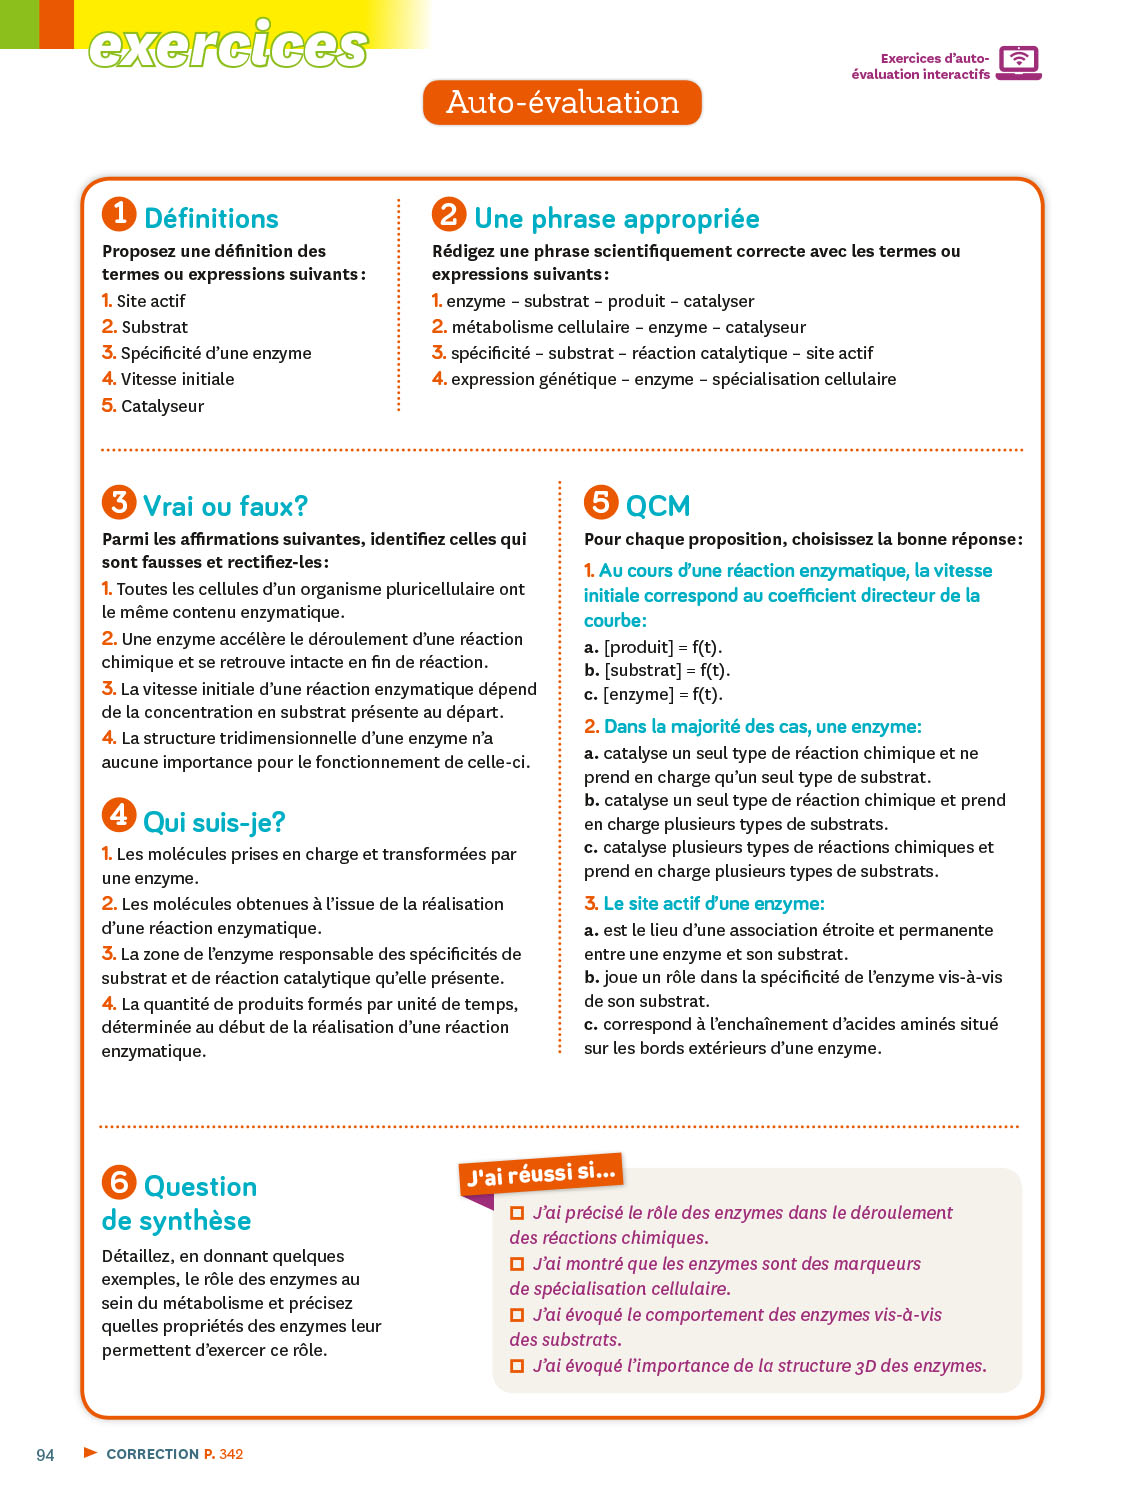 exercices
Exercices d'auto-
évaluation interactifs
Auto-évaluation
1 Définitions
Proposez une définition des
termes ou expressions suivants :
1. Site actif
2. Substrat
3. Spécificité d'une enzyme
4. Vitesse initiale
5. Catalyseur
2 Une phrase appropriée
Rédigez une phrase scientifiquement correcte avec les termes ou
expressions suivants :
1. enzyme – substrat – produit – catalyser
2. métabolisme cellulaire – enzyme – catalyseur
3. spécificité – substrat – réaction catalytique – site actif
4. expression génétique – enzyme – spécialisation cellulaire
3 Vrai ou faux?
Parmi les affirmations suivantes, identifiez celles qui
sont fausses et rectifiez-les :
1. Toutes les cellules d'un organisme pluricellulaire ont
le même contenu enzymatique.
2. Une enzyme accélère le déroulement d'une réaction
chimique et se retrouve intacte en fin de réaction.
3. La vitesse initiale d'une réaction enzymatique dépend
de la concentration en substrat présente au départ.
4. La structure tridimensionnelle d'une enzyme n'a
aucune importance pour le fonctionnement de celle-ci.
4 Qui suis-je?
1. Les molécules prises en charge et transformées par
une enzyme.
2. Les molécules obtenues à l'issue de la réalisation
d'une réaction enzymatique.
3. La zone de l'enzyme responsable des spécificités de
substrat et de réaction catalytique qu'elle présente.
4. La quantité de produits formés par unité de temps,
déterminée au début de la réalisation d'une réaction
enzymatique.
5 QCM
Pour chaque proposition, choisissez la bonne réponse :
1. Au cours d'une réaction enzymatique, la vitesse
initiale correspond au coefficient directeur de la
courbe :
a. [produit] = f(t).
b. [substrat] = f(t).
c. [enzyme] = f(t).
2. Dans la majorité des cas, une enzyme :
a. catalyse un seul type de réaction chimique et ne
prend en charge qu'un seul type de substrat.
b. catalyse un seul type de réaction chimique et prend
en charge plusieurs types de substrats.
c. catalyse plusieurs types de réactions chimiques et
prend en charge plusieurs types de substrats.
3. Le site actif d'une enzyme :
a. est le lieu d'une association étroite et permanente
entre une enzyme et son substrat.
b. joue un rôle dans la spécificité de l'enzyme vis-à-vis
de son substrat.
c. correspond à l'enchaînement d'acides aminés situé
sur les bords extérieurs d'une enzyme.
6 Question
de synthèse
Détaillez, en donnant quelques
exemples, le rôle des enzymes au
sein du métabolisme et précisez
quelles propriétés des enzymes leur
permettent d'exercer ce rôle.
J'ai réussi si...
J'ai précisé le rôle des enzymes dans le déroulement
des réactions chimiques.
J'ai montré que les enzymes sont des marqueurs
de spécialisation cellulaire.
J'ai évoqué le comportement des enzymes vis-à-vis
des substrats.
J'ai évoqué l'importance de la structure 3D des enzymes.
94 ► CORRECTION P. 342